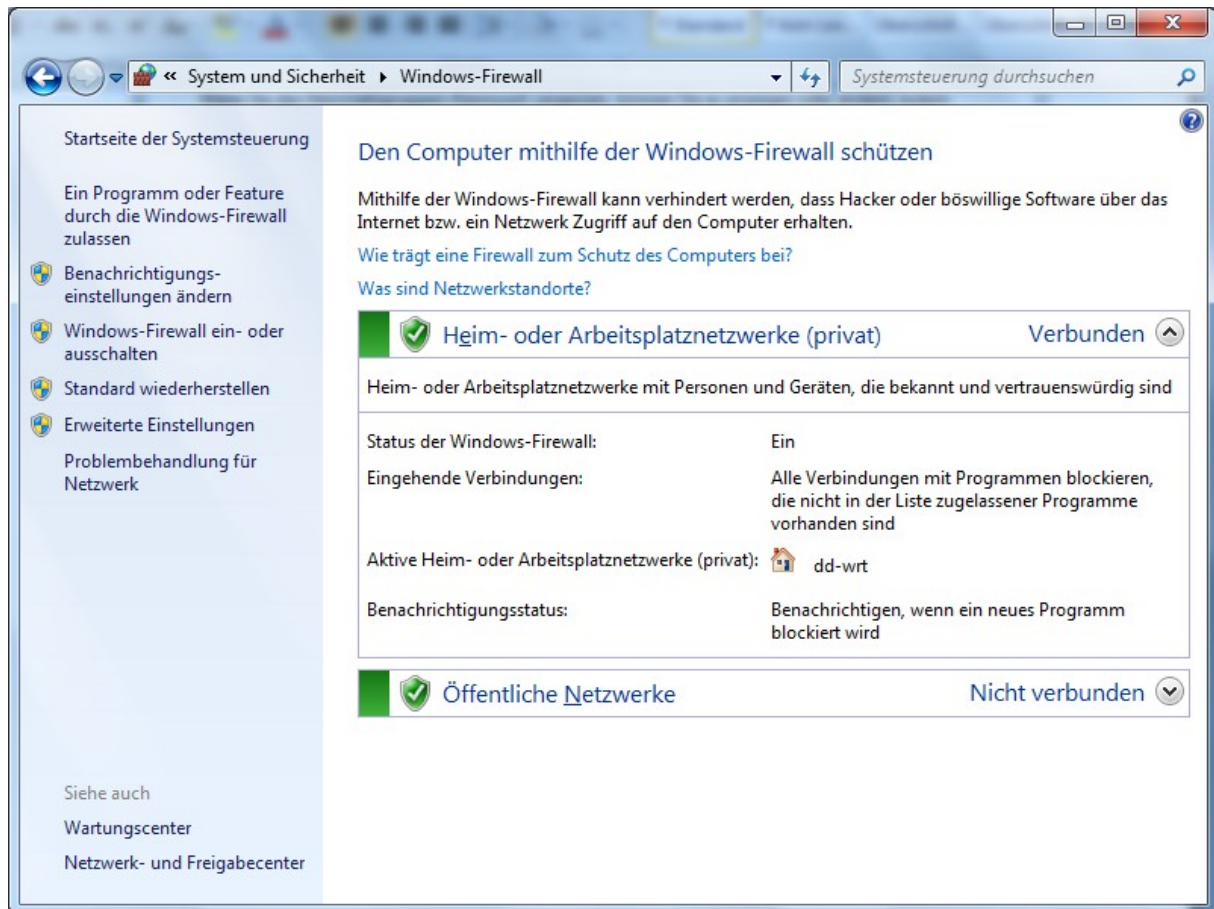 « System und Sicherheit ▸ Windows-Firewall
Systemsteuerung durchsuchen
Startseite der Systemsteuerung
Ein Programm oder Feature
durch die Windows-Firewall
zulassen
Benachrichtigungs-
einstellungen ändern
Windows-Firewall ein- oder
ausschalten
Standard wiederherstellen
Erweiterte Einstellungen
Problembehandlung für
Netzwerk
Siehe auch
Wartungscenter
Netzwerk- und Freigabecenter
Den Computer mithilfe der Windows-Firewall schützen
Mithilfe der Windows-Firewall kann verhindert werden, dass Hacker oder böswillige Software über das
Internet bzw. ein Netzwerk Zugriff auf den Computer erhalten.
Wie trägt eine Firewall zum Schutz des Computers bei?
Was sind Netzwerkstandorte?
Heim- oder Arbeitsplatznetzwerke (privat) Verbunden
Heim- oder Arbeitsplatznetzwerke mit Personen und Geräten, die bekannt und vertrauenswürdig sind
Status der Windows-Firewall: Ein
Eingehende Verbindungen: Alle Verbindungen mit Programmen blockieren,
die nicht in der Liste zugelassener Programme
vorhanden sind
Aktive Heim- oder Arbeitsplatznetzwerke (privat): dd-wrt
Benachrichtigungsstatus: Benachrichtigen, wenn ein neues Programm
blockiert wird
Öffentliche Netzwerke Nicht verbunden